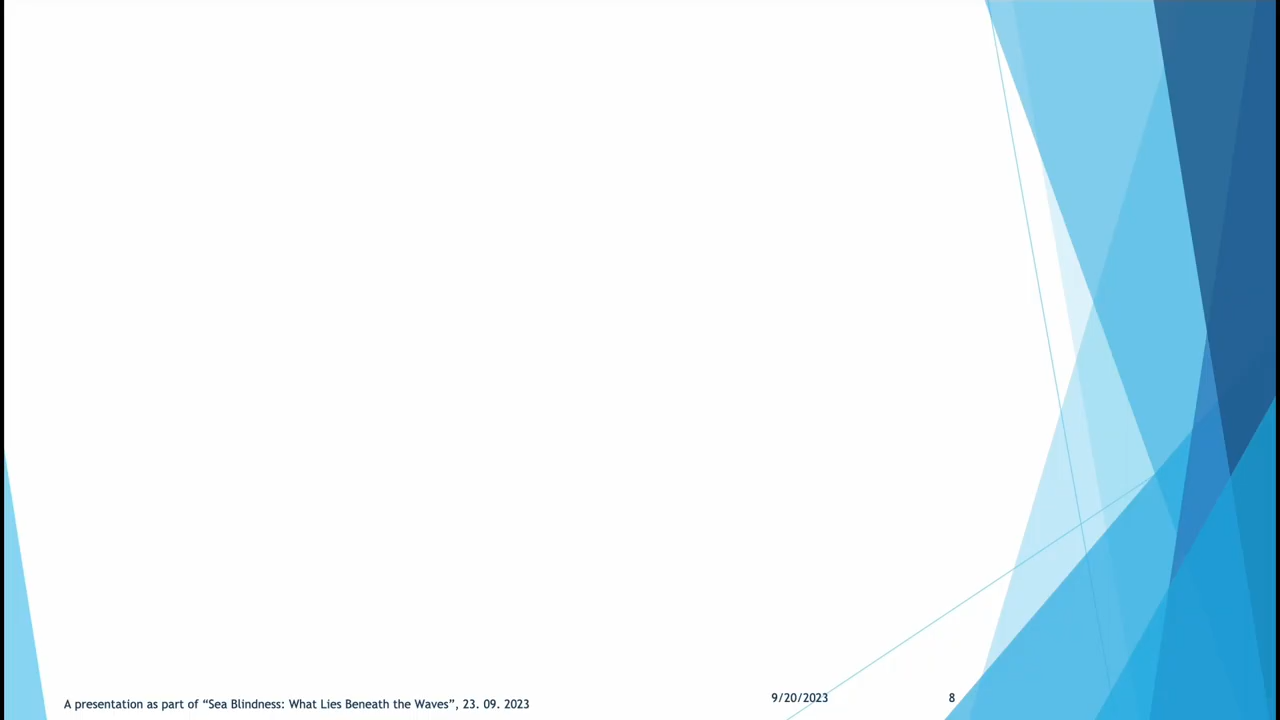 A presentation as part of “Sea Blindness: What Lies Beneath the Waves”, 23. 09. 2023
9/20/2023
8